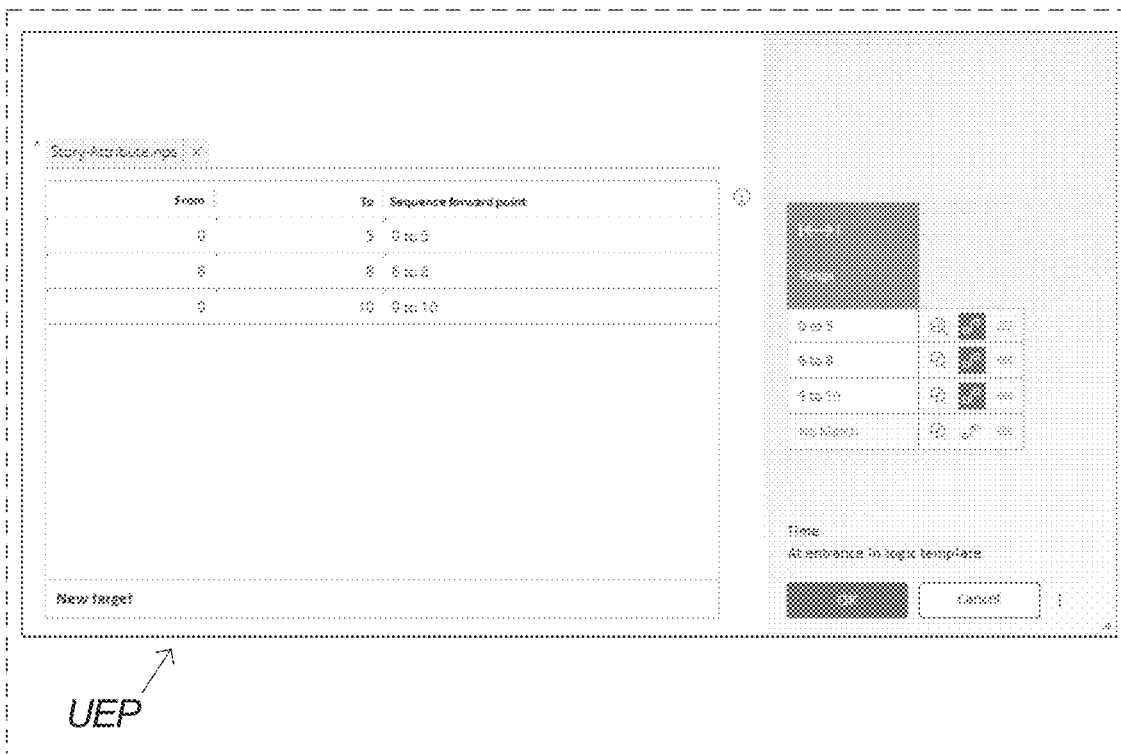 Story-Attribute.nps ×
From To Sequence forward point
0 5 0 to 5
6 8 6 to 8
9 10 9 to 10
0 to 5
6 to 8
9 to 10
No Match
Time
At entrance in logic template
New target
OK Cancel
UEP